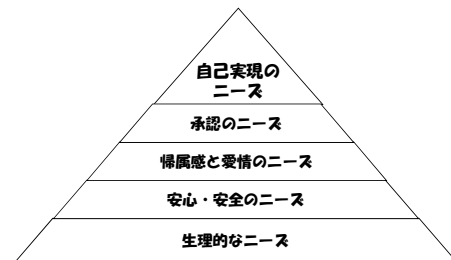 自己実現の
ニーズ
承認のニーズ
帰属感と愛情のニーズ
安心・安全のニーズ
生理的なニーズ